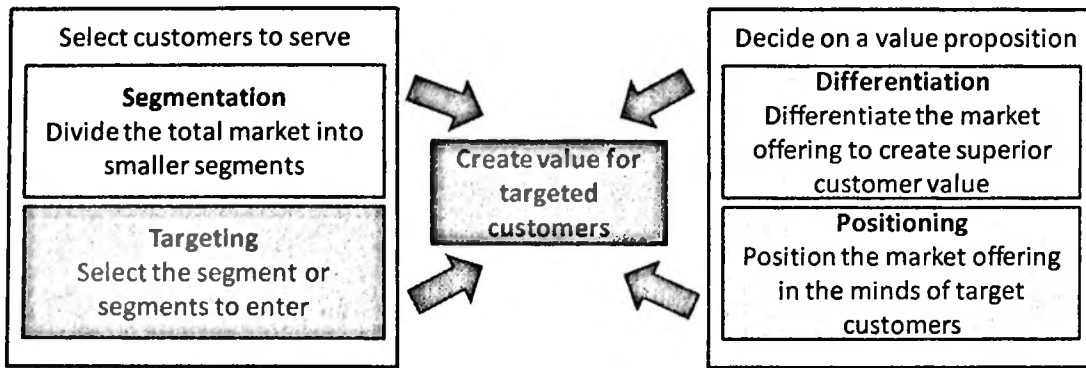 Select customers to serve
Segmentation
Divide the total market into
smaller segments
Targeting
Select the segment or
segments to enter
Create value for
targeted
customers
Decide on a value proposition
Differentiation
Differentiate the market
offering to create superior
customer value
Positioning
Position the market offering
in the minds of target
customers